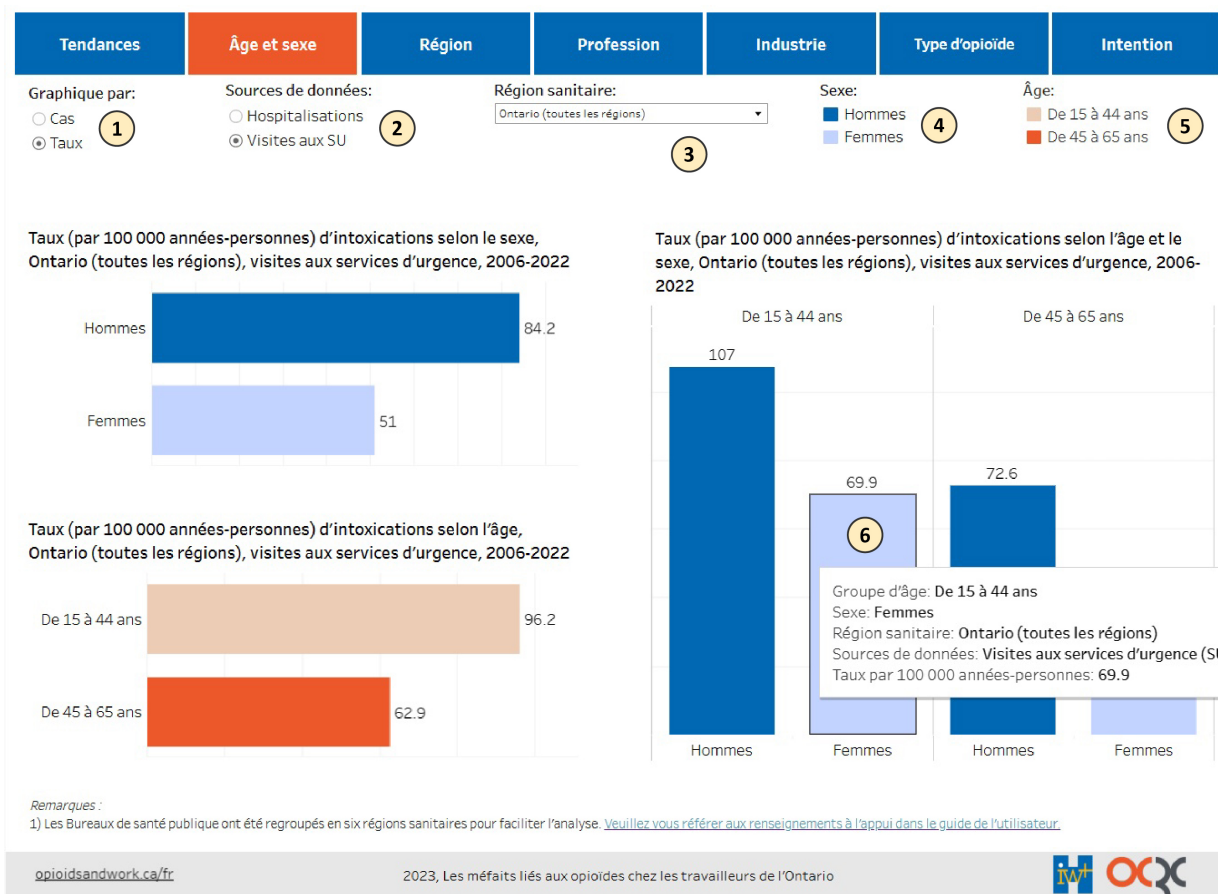 Tendances
Âge et sexe
Région
Profession
Industrie
Type d'opioïde
Intention
Graphique par:
Cas
Taux
1
Sources de données:
Hospitalisations
Visites aux SU
2
Région sanitaire:
Ontario (toutes les régions)
3
Sexe:
Hommes
Femmes
4
Âge:
De 15 à 44 ans
De 45 à 65 ans
5
Taux (par 100 000 années-personnes) d'intoxications selon le sexe,
Ontario (toutes les régions), visites aux services d'urgence, 2006-2022
Hommes
84.2
Femmes
51
Taux (par 100 000 années-personnes) d'intoxications selon l'âge,
Ontario (toutes les régions), visites aux services d'urgence, 2006-2022
De 15 à 44 ans
96.2
De 45 à 65 ans
62.9
Taux (par 100 000 années-personnes) d'intoxications selon l'âge et le
sexe, Ontario (toutes les régions), visites aux services d'urgence, 2006-
2022
De 15 à 44 ans
De 45 à 65 ans
107
69.9
72.6
6
Groupe d'âge: De 15 à 44 ans
Sexe: Femmes
Région sanitaire: Ontario (toutes les régions)
Sources de données: Visites aux services d'urgence (SU
Taux par 100 000 années-personnes: 69.9
Hommes
Femmes
Hommes
Femmes
Remarques :
1) Les Bureaux de santé publique ont été regroupés en six régions sanitaires pour faciliter l'analyse. Veuillez vous référer aux renseignements à l'appui dans le guide de l'utilisateur.
opioidsandwork.ca/fr
2023, Les méfaits liés aux opioïdes chez les travailleurs de l'Ontario
iw+